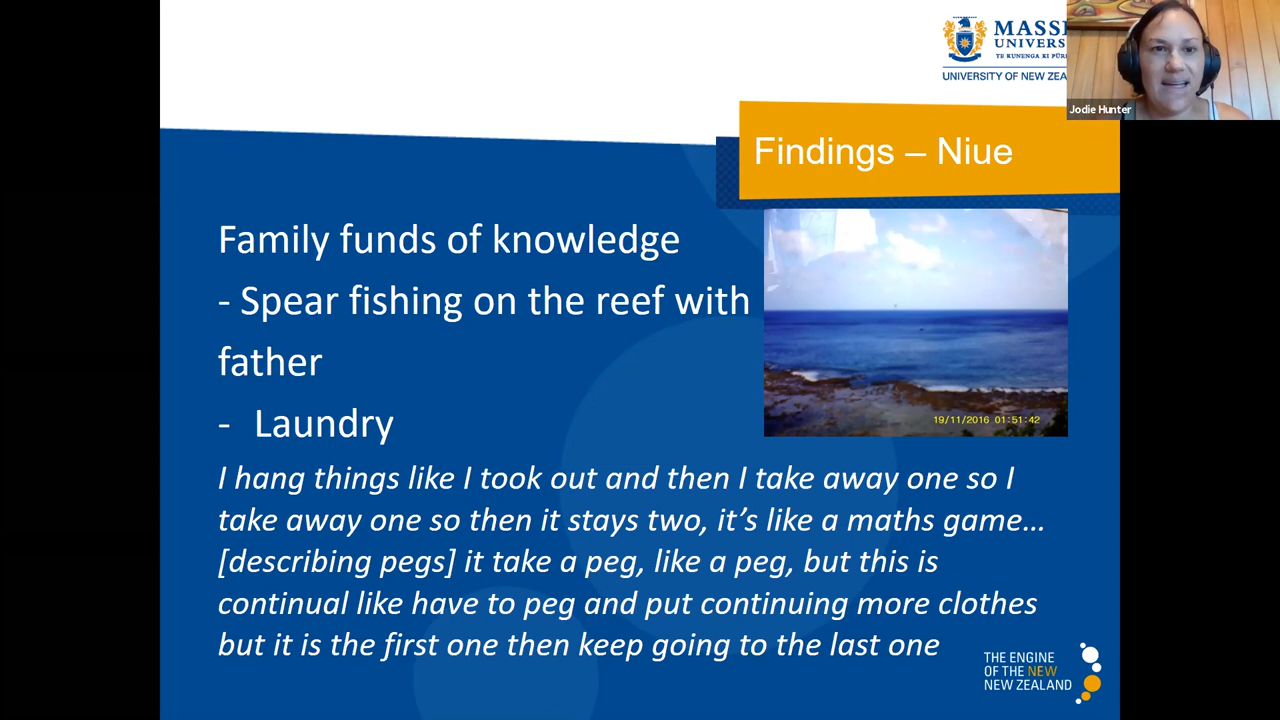 MASSE
UNIVERS
TE KUNENGA KI PŪR
UNIVERSITY OF NEW ZEA
Jodie Hunter
Findings – Niue
Family funds of knowledge
- Spear fishing on the reef with
father
- Laundry
19/11/2016 01:51:42
I hang things like I took out and then I take away one so I
take away one so then it stays two, it’s like a maths game…
[describing pegs] it take a peg, like a peg, but this is
continual like have to peg and put continuing more clothes
but it is the first one then keep going to the last one
THE ENGINE
OF THE NEW
NEW ZEALAND